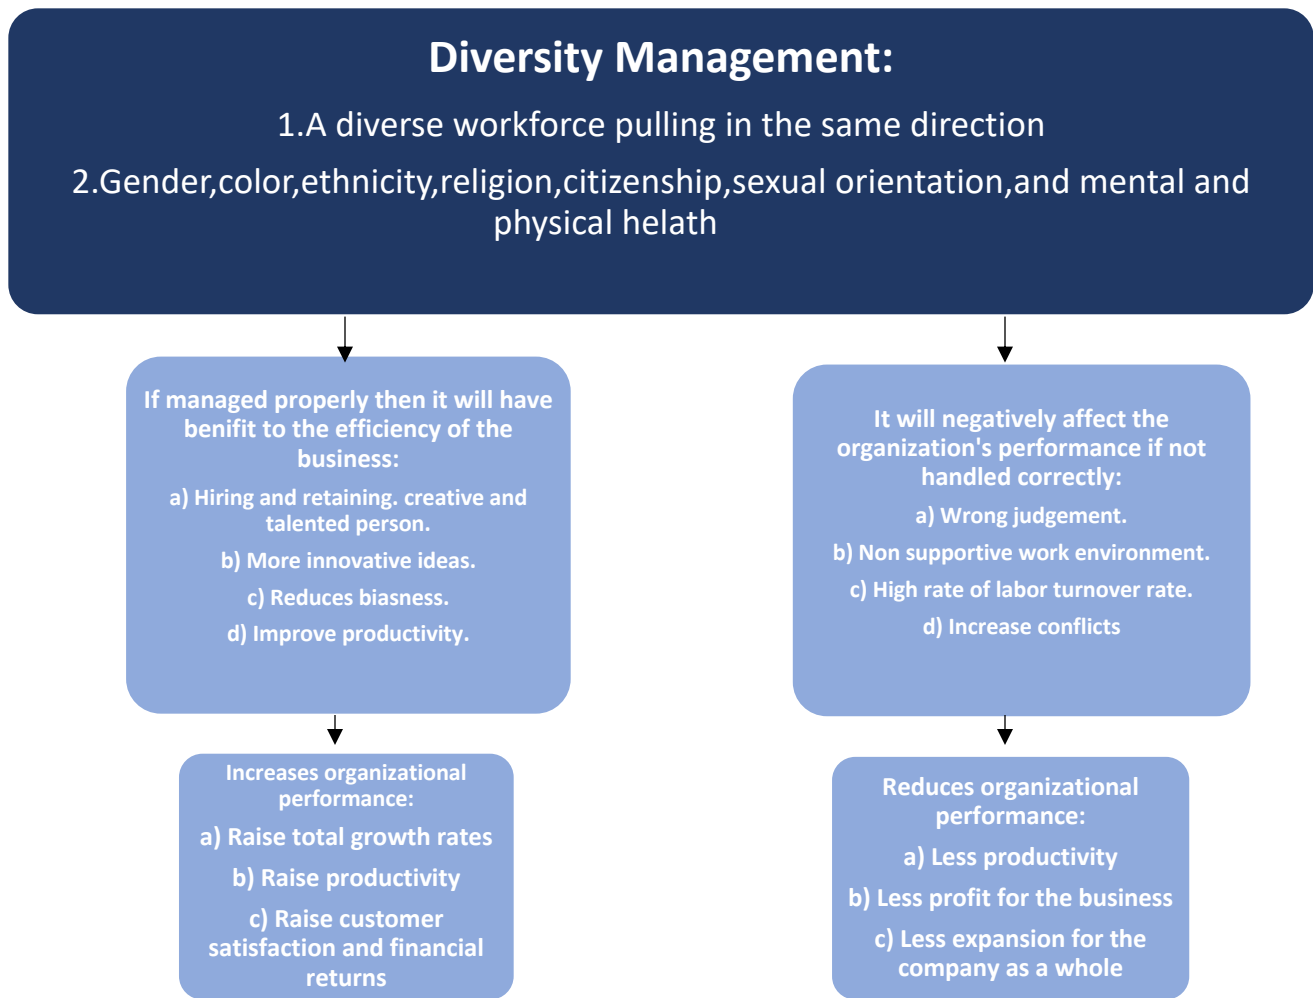 Diversity Management:
1.A diverse workforce pulling in the same direction
2.Gender,color,ethnicity,religion,citizenship,sexual orientation,and mental and
physical helath
If managed properly then it will have
benifit to the efficiency of the
business:
a) Hiring and retaining. creative and
talented person.
b) More innovative ideas.
c) Reduces biasness.
d) Improve productivity.
It will negatively affect the
organization's performance if not
handled correctly:
a) Wrong judgement.
b) Non supportive work environment.
c) High rate of labor turnover rate.
d) Increase conflicts
Increases organizational
performance:
a) Raise total growth rates
b) Raise productivity
c) Raise customer
satisfaction and financial
returns
Reduces organizational
performance:
a) Less productivity
b) Less profit for the business
c) Less expansion for the
company as a whole